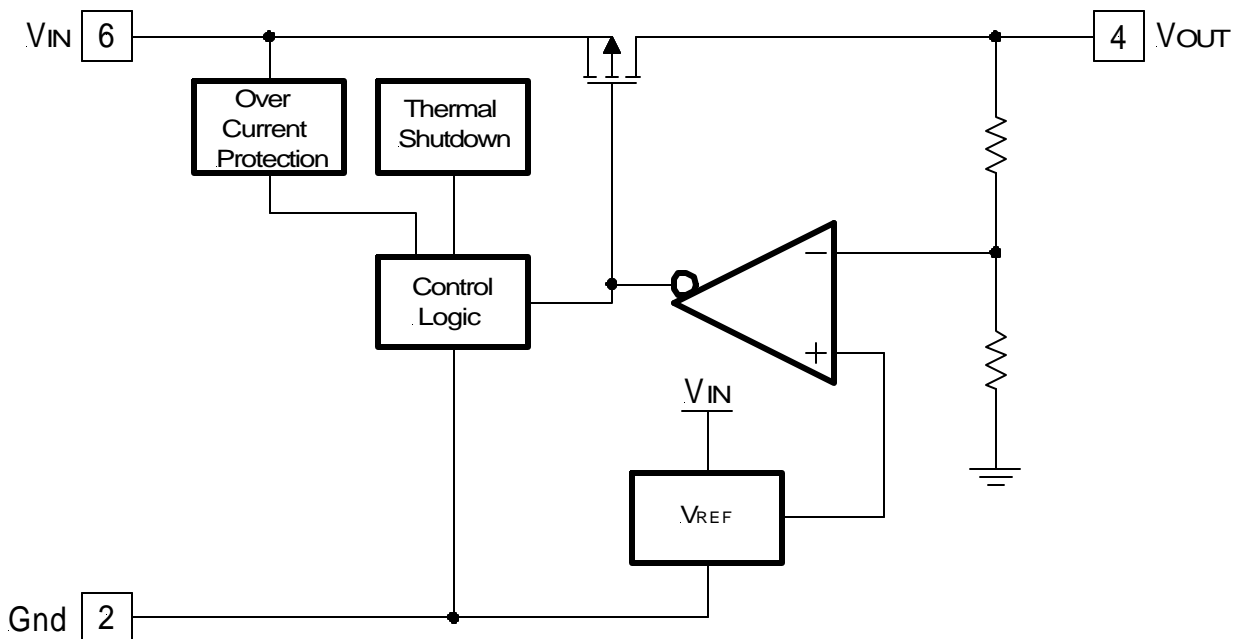 VIN 6
4 VOUT
Over
Current
Protection
Thermal
Shutdown
Control
Logic
−
+
VIN
VREF
Gnd 2